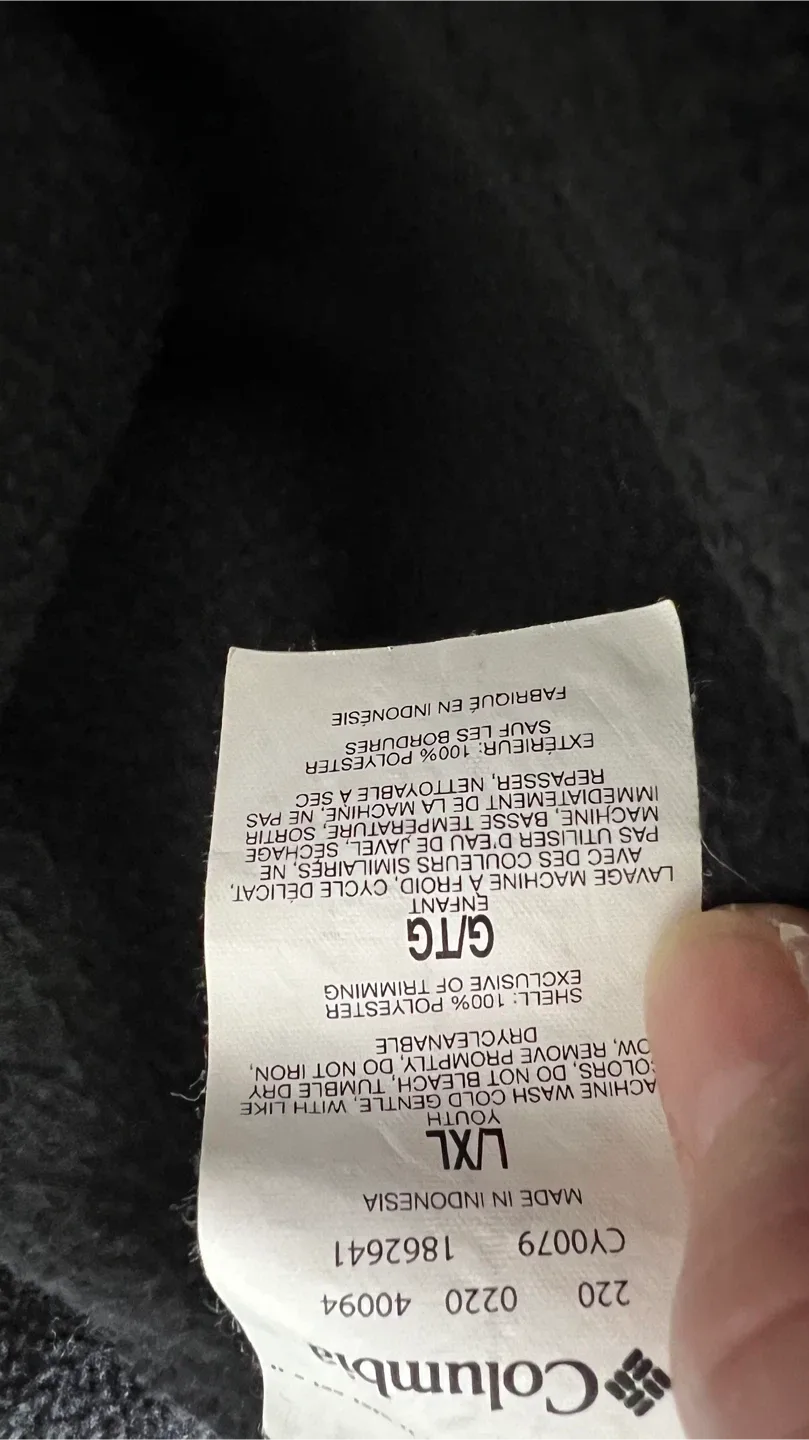 Columbia
220 0220 40094
CY0079 1862641
MADE IN INDONESIA
L/XL
YOUTH
WASH COLD GENTLE, WITH LIKE
DO NOT BLEACH, TUMBLE DRY
REMOVE PROMPTLY, DO NOT IRON,
DRYCLEANABLE
SHELL: 100% POLYESTER
EXCLUSIVE OF TRIMMING
G/TG
ENFANT
LAVAGE MACHINE À FROID, CYCLE DÉLICAT,
AVEC DES COULEURS SIMILAIRES, NE
PAS UTILISER D'EAU DE JAVEL, SÉCHAGE
MACHINE, BASSE TEMPÉRATURE, SORTIR
IMMÉDIATEMENT DE LA MACHINE, NE PAS
REPASSER, NETTOYABLE A SEC
EXTÉRIEUR: 100% POLYESTER
SAUF LES BORDURES
FABRIQUÉ EN INDONÉSIE